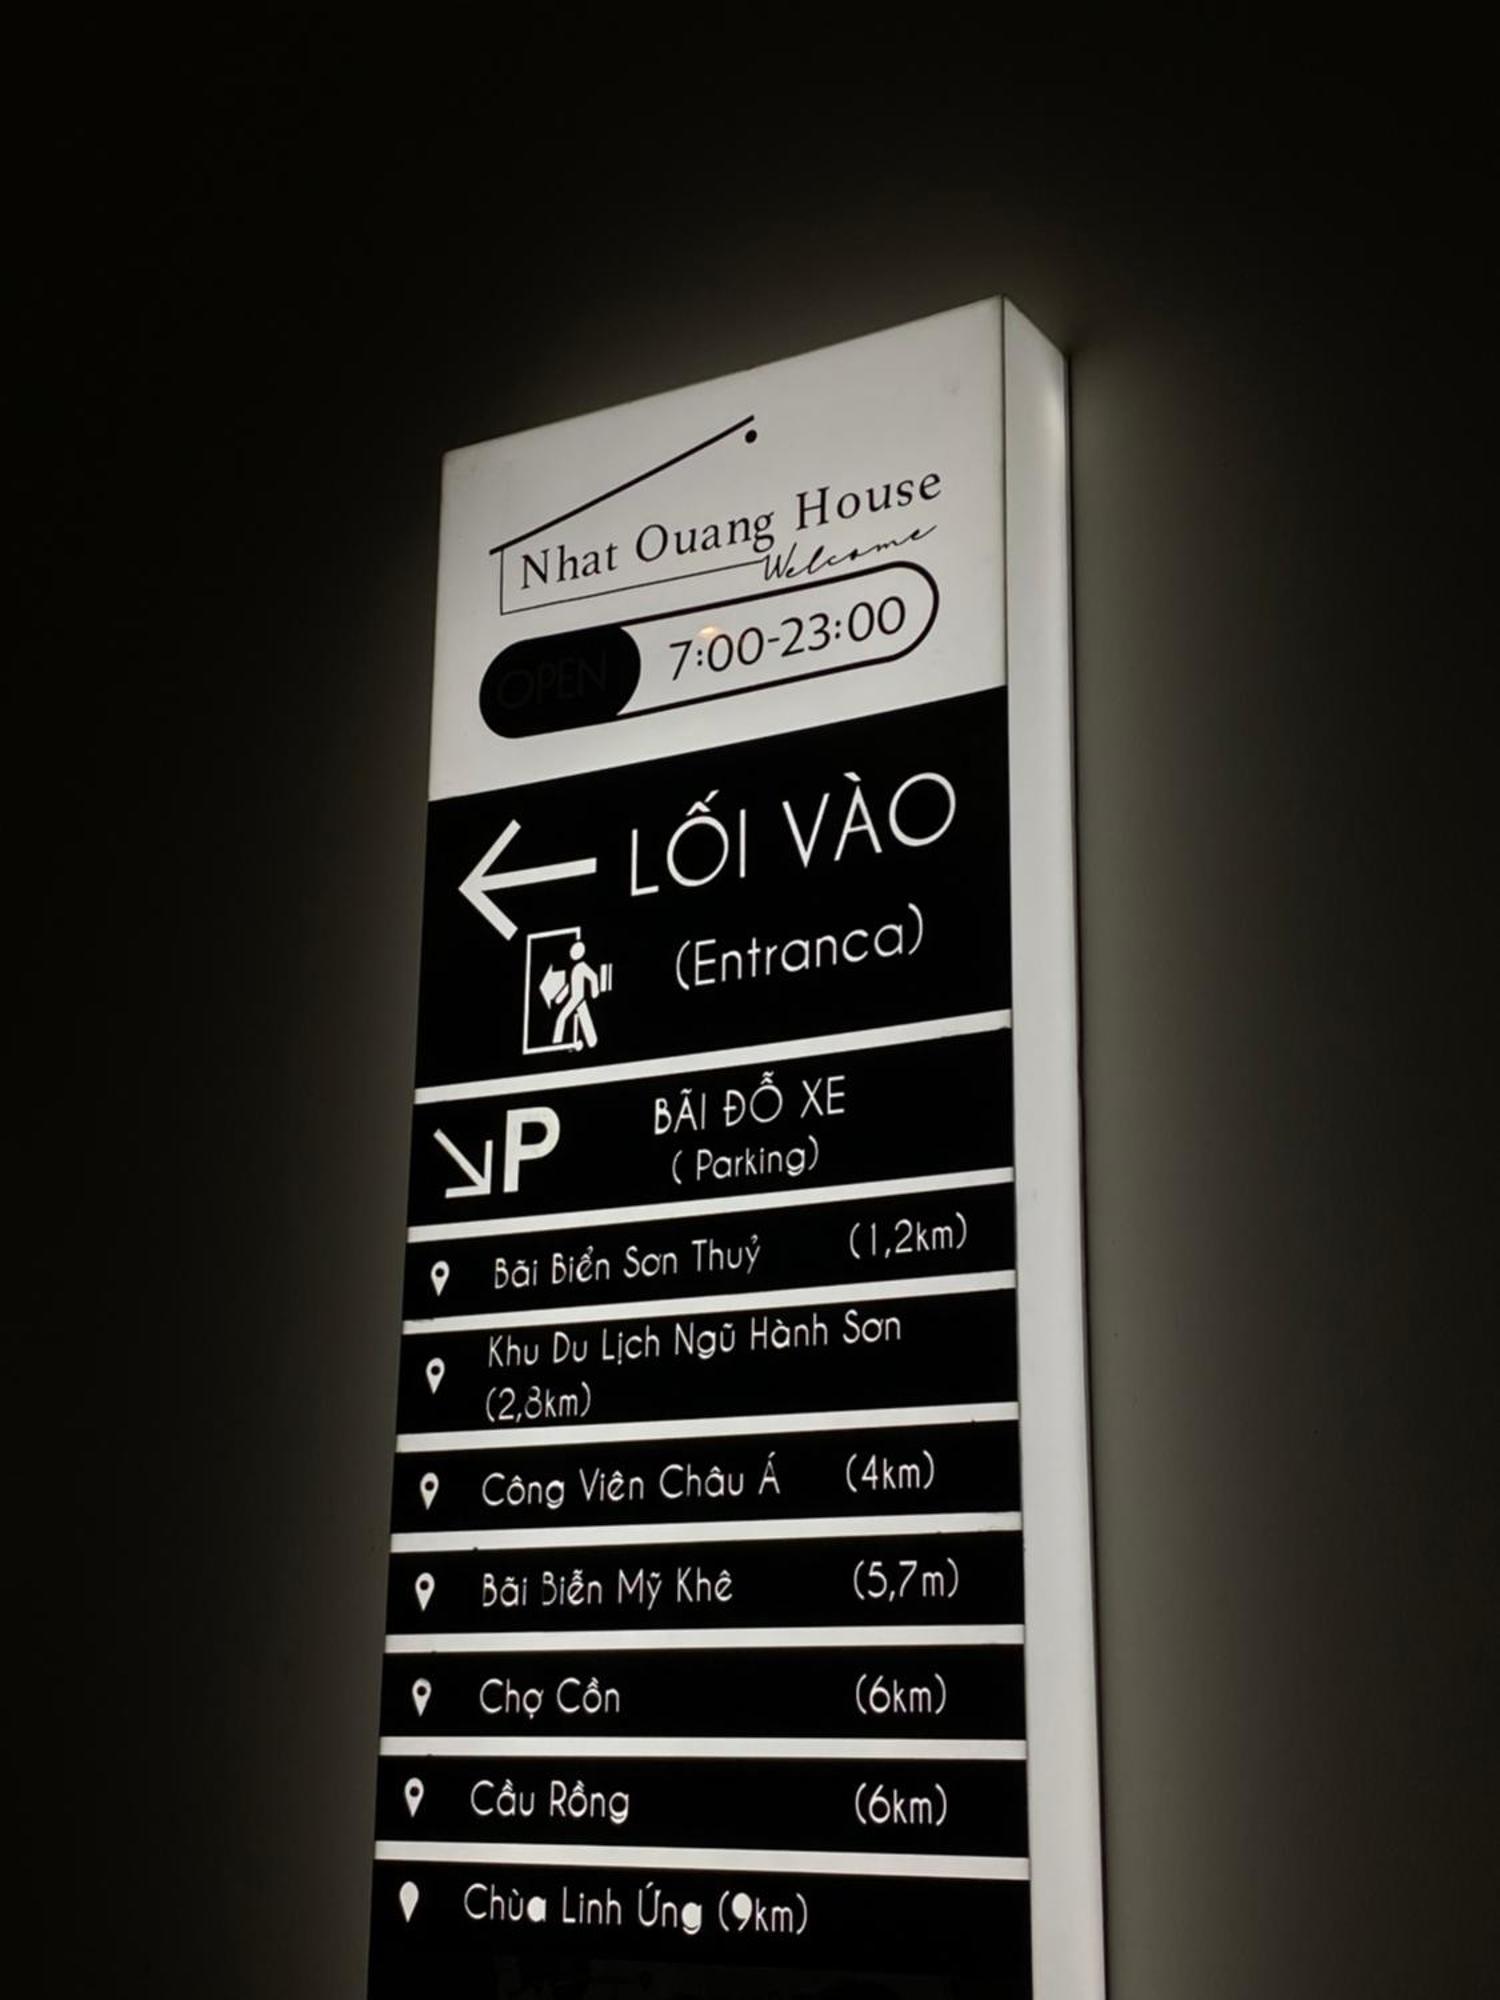 Nhat Ouang House
Welcome
OPEN 7:00-23:00
LỐI VÀO
(Entranca)
P BÃI ĐỖ XE
( Parking)
Bãi Biển Sơn Thuỷ (1,2km)
Khu Du Lịch Ngũ Hành Sơn
(2,8km)
Công Viên Châu Á (4km)
Bãi Biễn Mỹ Khê (5,7m)
Chợ Cồn (6km)
Cầu Rồng (6km)
Chùa Linh Ứng (9km)